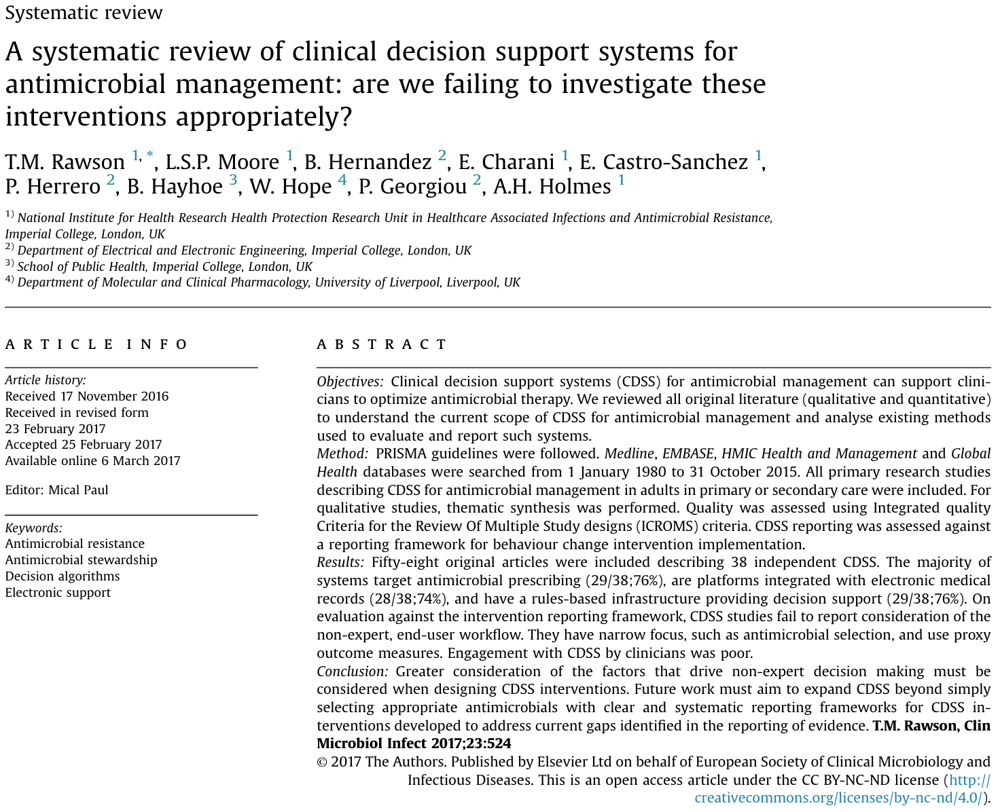 Systematic review
A systematic review of clinical decision support systems for
antimicrobial management: are we failing to investigate these
interventions appropriately?
T.M. Rawson 1, *, L.S.P. Moore 1, B. Hernandez 2, E. Charani 1, E. Castro-Sanchez 1,
P. Herrero 2, B. Hayhoe 3, W. Hope 4, P. Georgiou 2, A.H. Holmes 1
1) National Institute for Health Research Health Protection Research Unit in Healthcare Associated Infections and Antimicrobial Resistance,
Imperial College, London, UK
2) Department of Electrical and Electronic Engineering, Imperial College, London, UK
3) School of Public Health, Imperial College, London, UK
4) Department of Molecular and Clinical Pharmacology, University of Liverpool, Liverpool, UK
ARTICLE INFO
Article history:
Received 17 November 2016
Received in revised form
23 February 2017
Accepted 25 February 2017
Available online 6 March 2017
Editor: Mical Paul
Keywords:
Antimicrobial resistance
Antimicrobial stewardship
Decision algorithms
Electronic support
ABSTRACT
Objectives: Clinical decision support systems (CDSS) for antimicrobial management can support clini-
cians to optimize antimicrobial therapy. We reviewed all original literature (qualitative and quantitative)
to understand the current scope of CDSS for antimicrobial management and analyse existing methods
used to evaluate and report such systems.
Method: PRISMA guidelines were followed. Medline, EMBASE, HMIC Health and Management and Global
Health databases were searched from 1 January 1980 to 31 October 2015. All primary research studies
describing CDSS for antimicrobial management in adults in primary or secondary care were included. For
qualitative studies, thematic synthesis was performed. Quality was assessed using Integrated quality
Criteria for the Review Of Multiple Study designs (ICROMS) criteria. CDSS reporting was assessed against
a reporting framework for behaviour change intervention implementation.
Results: Fifty-eight original articles were included describing 38 independent CDSS. The majority of
systems target antimicrobial prescribing (29/38;76%), are platforms integrated with electronic medical
records (28/38;74%), and have a rules-based infrastructure providing decision support (29/38;76%). On
evaluation against the intervention reporting framework, CDSS studies fail to report consideration of the
non-expert, end-user workflow. They have narrow focus, such as antimicrobial selection, and use proxy
outcome measures. Engagement with CDSS by clinicians was poor.
Conclusion: Greater consideration of the factors that drive non-expert decision making must be
considered when designing CDSS interventions. Future work must aim to expand CDSS beyond simply
selecting appropriate antimicrobials with clear and systematic reporting frameworks for CDSS in-
terventions developed to address current gaps identified in the reporting of evidence. T.M. Rawson, Clin
Microbiol Infect 2017;23:524
© 2017 The Authors. Published by Elsevier Ltd on behalf of European Society of Clinical Microbiology and
Infectious Diseases. This is an open access article under the CC BY-NC-ND license (http://
creativecommons.org/licenses/by-nc-nd/4.0/).